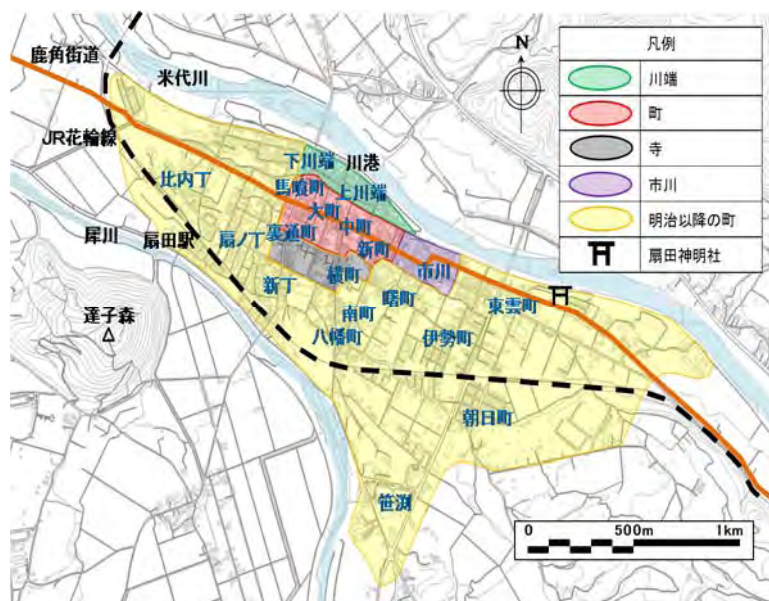 鹿角街道
米代川
JR花輪線
下川端
川港
比内丁
馬喰町
上川端
大町
中町
裏通町
扇ノ丁
新町
犀川
扇田駅
市川
横町
新丁
曙町
東雲町
達子森
南町
八幡町
伊勢町
朝日町
笹渕
N
凡例
川端
町
寺
市川
明治以降の町
扇田神明社
0 500m 1km